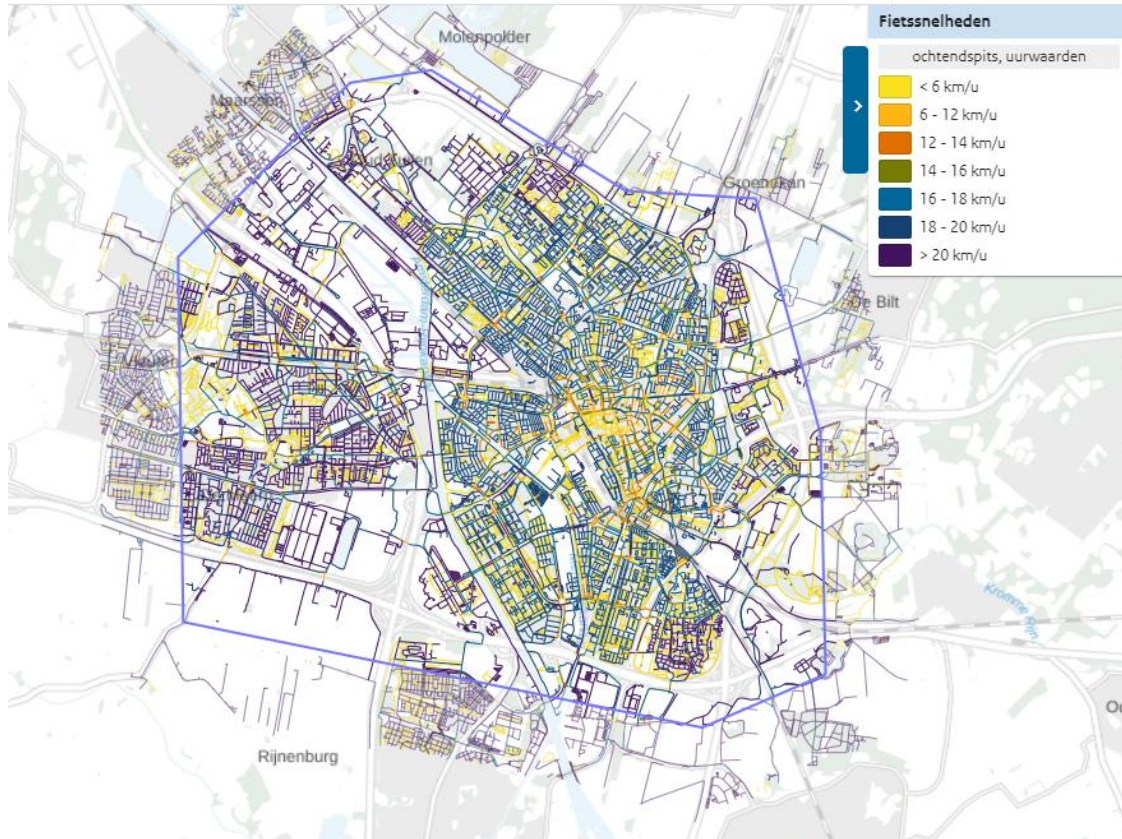 Fietssnelheden
ochtendspits, uurwaarden
< 6 km/u
6 - 12 km/u
12 - 14 km/u
14 - 16 km/u
16 - 18 km/u
18 - 20 km/u
> 20 km/u
Molenpolder
Maarssen
Groenekan
De Bilt
Kromme Rijn
Rijnenburg